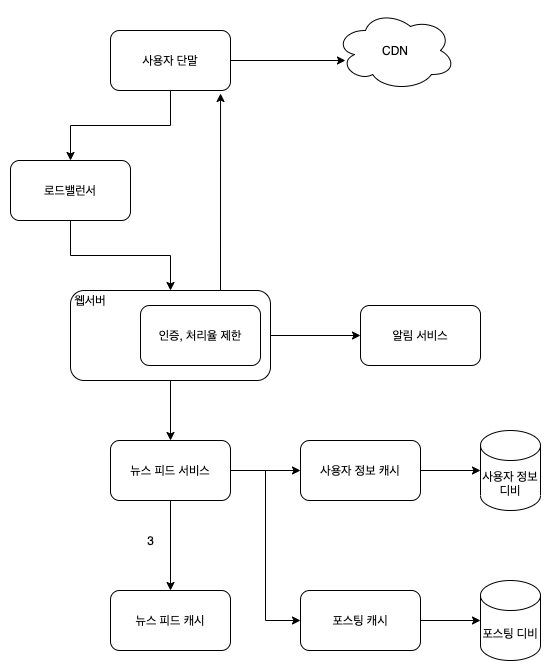 사용자 단말
CDN
로드밸런서
웹서버
인증, 처리율 제한
알림 서비스
뉴스 피드 서비스
사용자 정보 캐시
사용자 정보
디비
3
뉴스 피드 캐시
포스팅 캐시
포스팅 디비